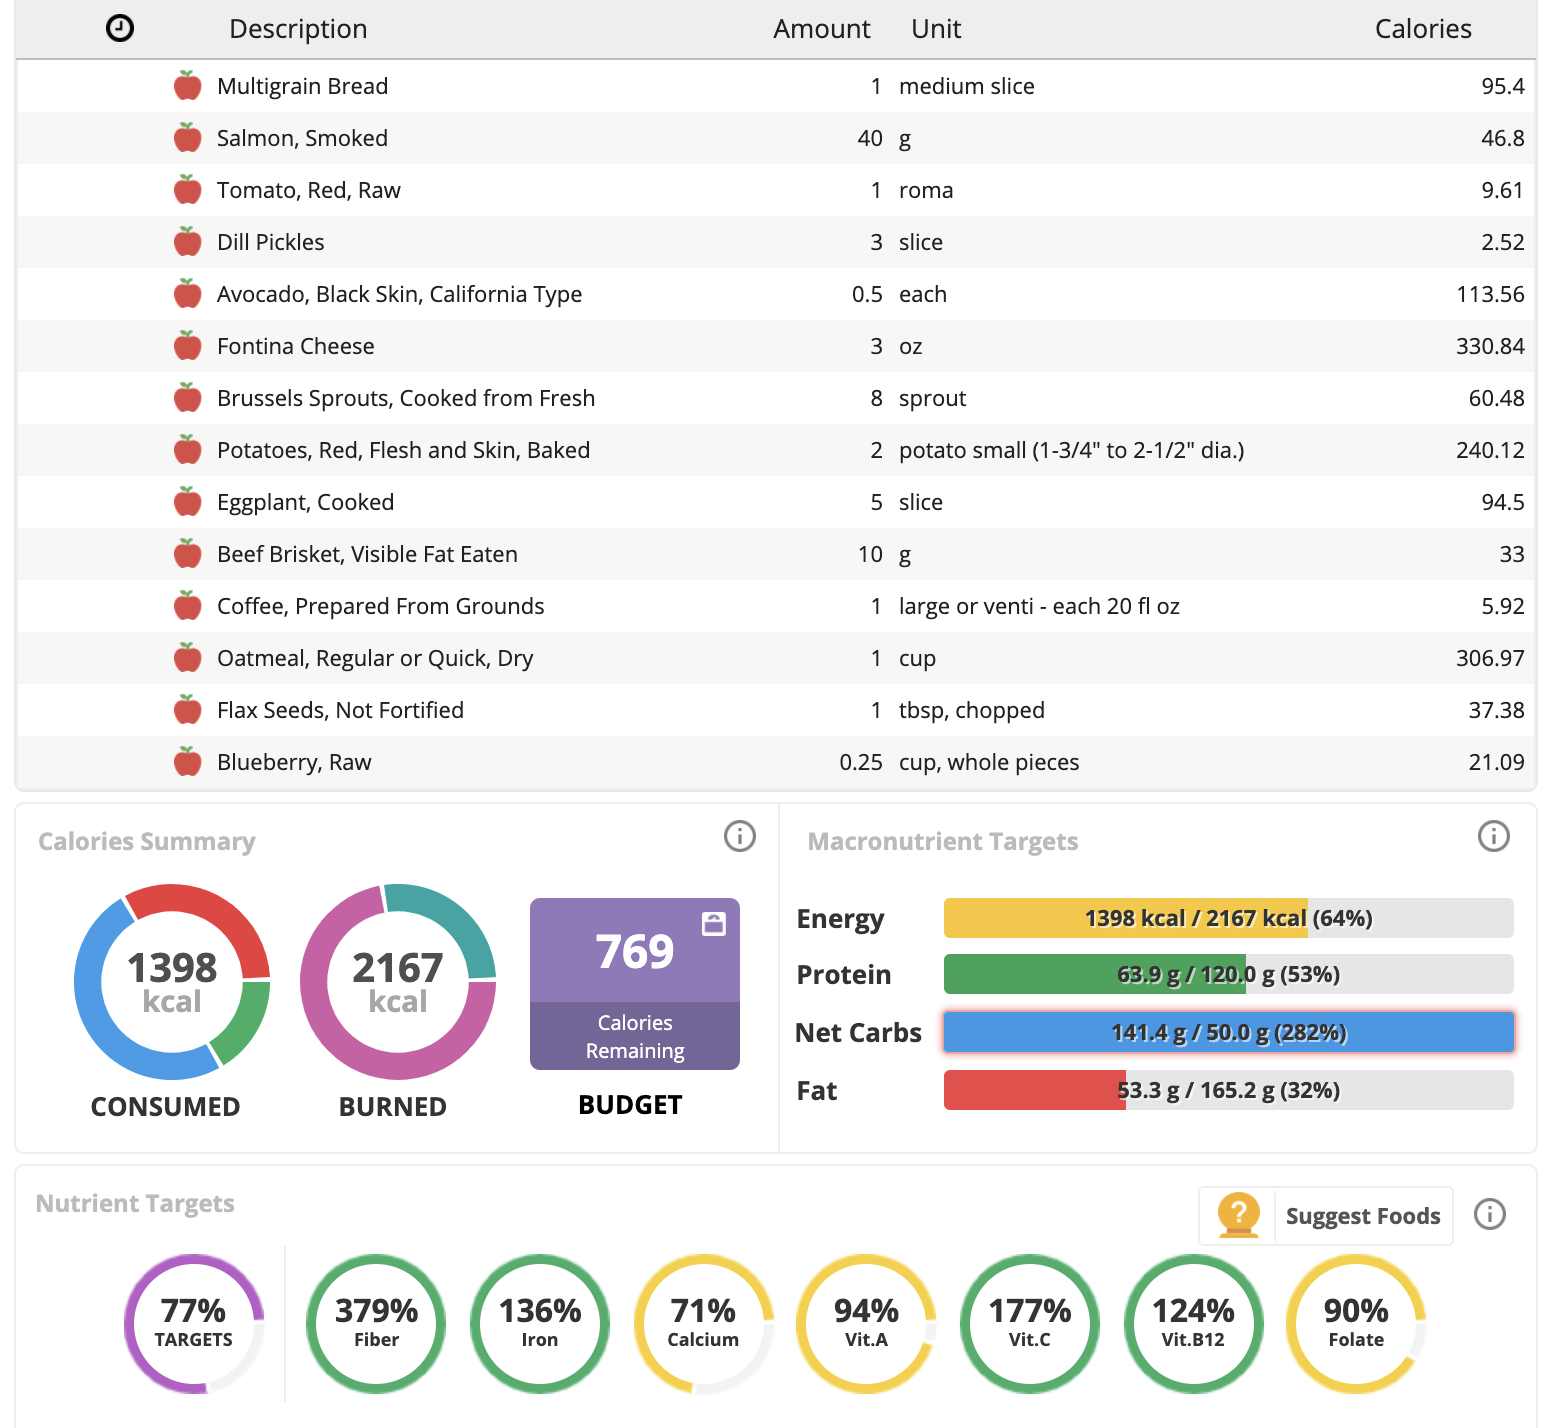 Description Amount Unit Calories
Multigrain Bread 1 medium slice 95.4
Salmon, Smoked 40 g 46.8
Tomato, Red, Raw 1 roma 9.61
Dill Pickles 3 slice 2.52
Avocado, Black Skin, California Type 0.5 each 113.56
Fontina Cheese 3 oz 330.84
Brussels Sprouts, Cooked from Fresh 8 sprout 60.48
Potatoes, Red, Flesh and Skin, Baked 2 potato small (1-3/4" to 2-1/2" dia.) 240.12
Eggplant, Cooked 5 slice 94.5
Beef Brisket, Visible Fat Eaten 10 g 33
Coffee, Prepared From Grounds 1 large or venti - each 20 fl oz 5.92
Oatmeal, Regular or Quick, Dry 1 cup 306.97
Flax Seeds, Not Fortified 1 tbsp, chopped 37.38
Blueberry, Raw 0.25 cup, whole pieces 21.09
Calories Summary
1398
kcal
CONSUMED
2167
kcal
BURNED
769
Calories
Remaining
BUDGET
Macronutrient Targets
Energy 1398 kcal / 2167 kcal (64%)
Protein 63.9 g / 120.0 g (53%)
Net Carbs 141.4 g / 50.0 g (282%)
Fat 53.3 g / 165.2 g (32%)
Nutrient Targets
? Suggest Foods
77%
TARGETS
379%
Fiber
136%
Iron
71%
Calcium
94%
Vit.A
177%
Vit.C
124%
Vit.B12
90%
Folate